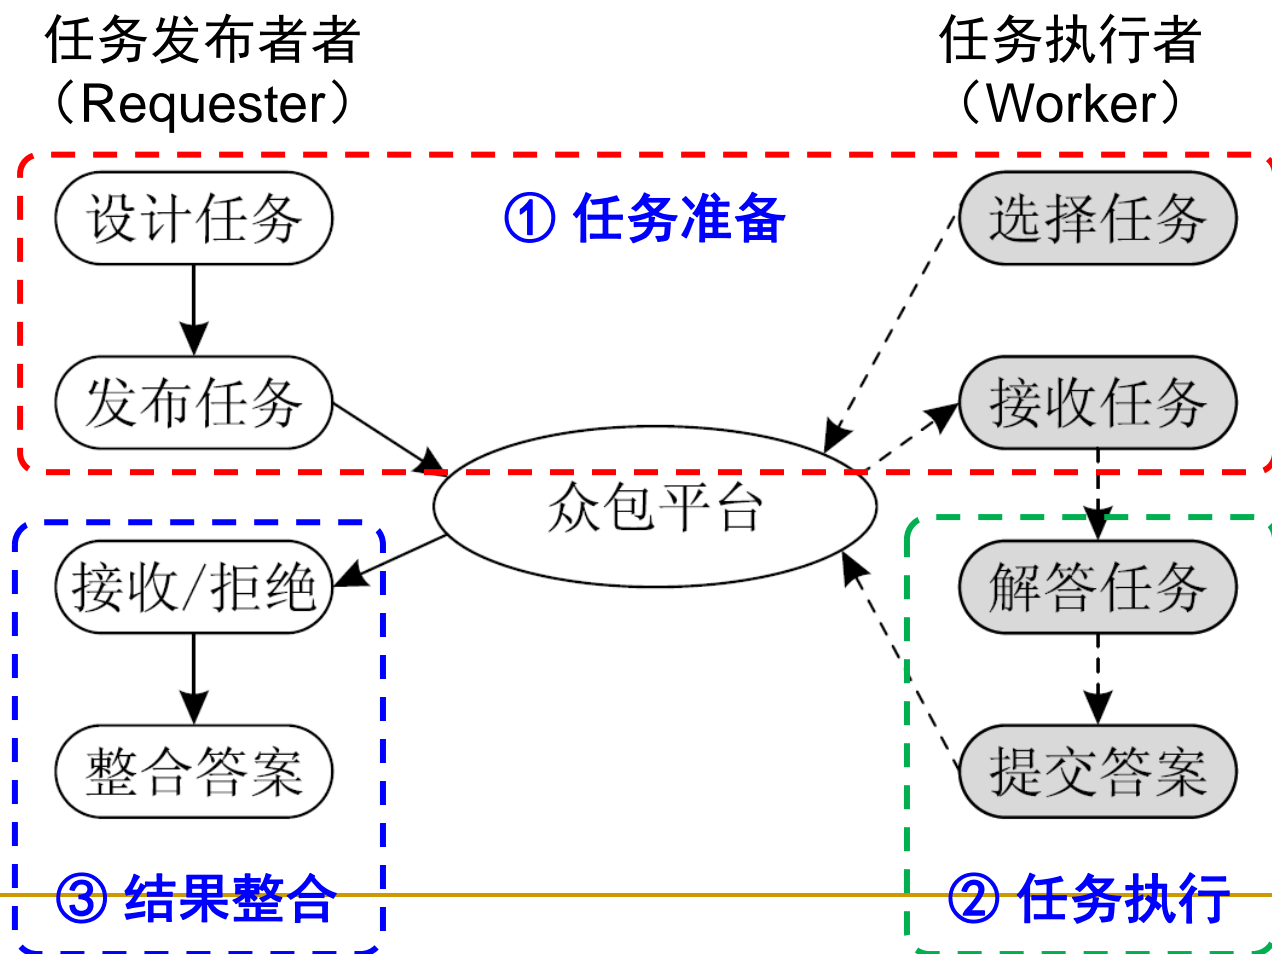 任务发布者者
（Requester）
任务执行者
（Worker）
设计任务
① 任务准备
选择任务
发布任务
接收任务
众包平台
接收/拒绝
解答任务
整合答案
提交答案
③ 结果整合
② 任务执行